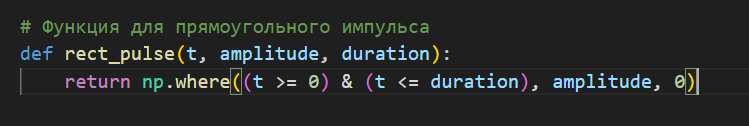 # Функция для прямоугольного импульса
def rect_pulse(t, amplitude, duration):
    return np.where((t >= 0) & (t <= duration), amplitude, 0)